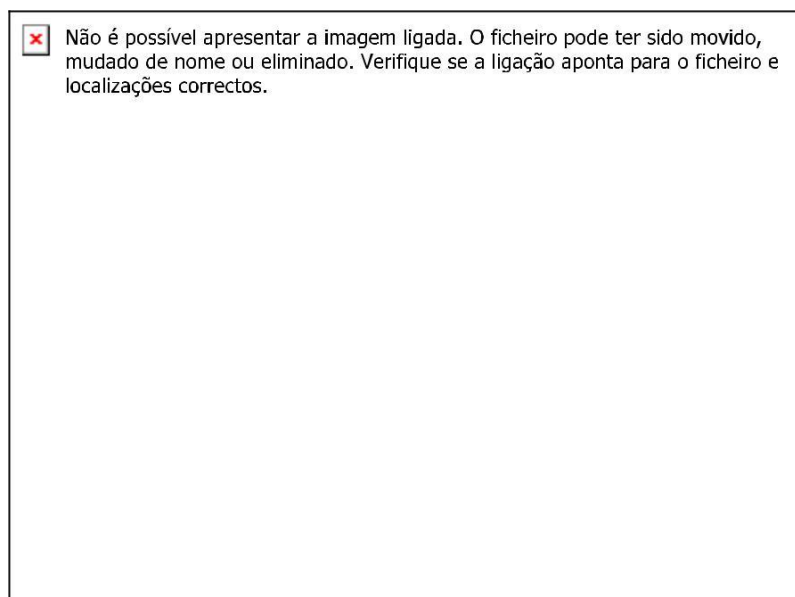 Não é possível apresentar a imagem ligada. O ficheiro pode ter sido movido,
mudado de nome ou eliminado. Verifique se a ligação aponta para o ficheiro e
localizações correctos.